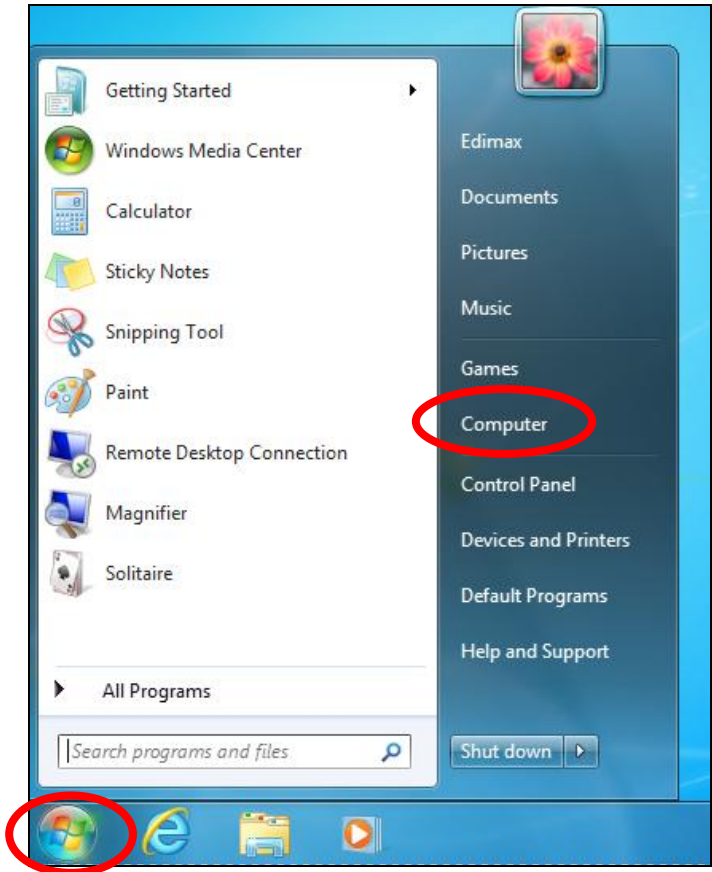 Getting Started
Windows Media Center
Calculator
Sticky Notes
Snipping Tool
Paint
Remote Desktop Connection
Magnifier
Solitaire
All Programs
Search programs and files
Edimax
Documents
Pictures
Music
Games
Computer
Control Panel
Devices and Printers
Default Programs
Help and Support
Shut down